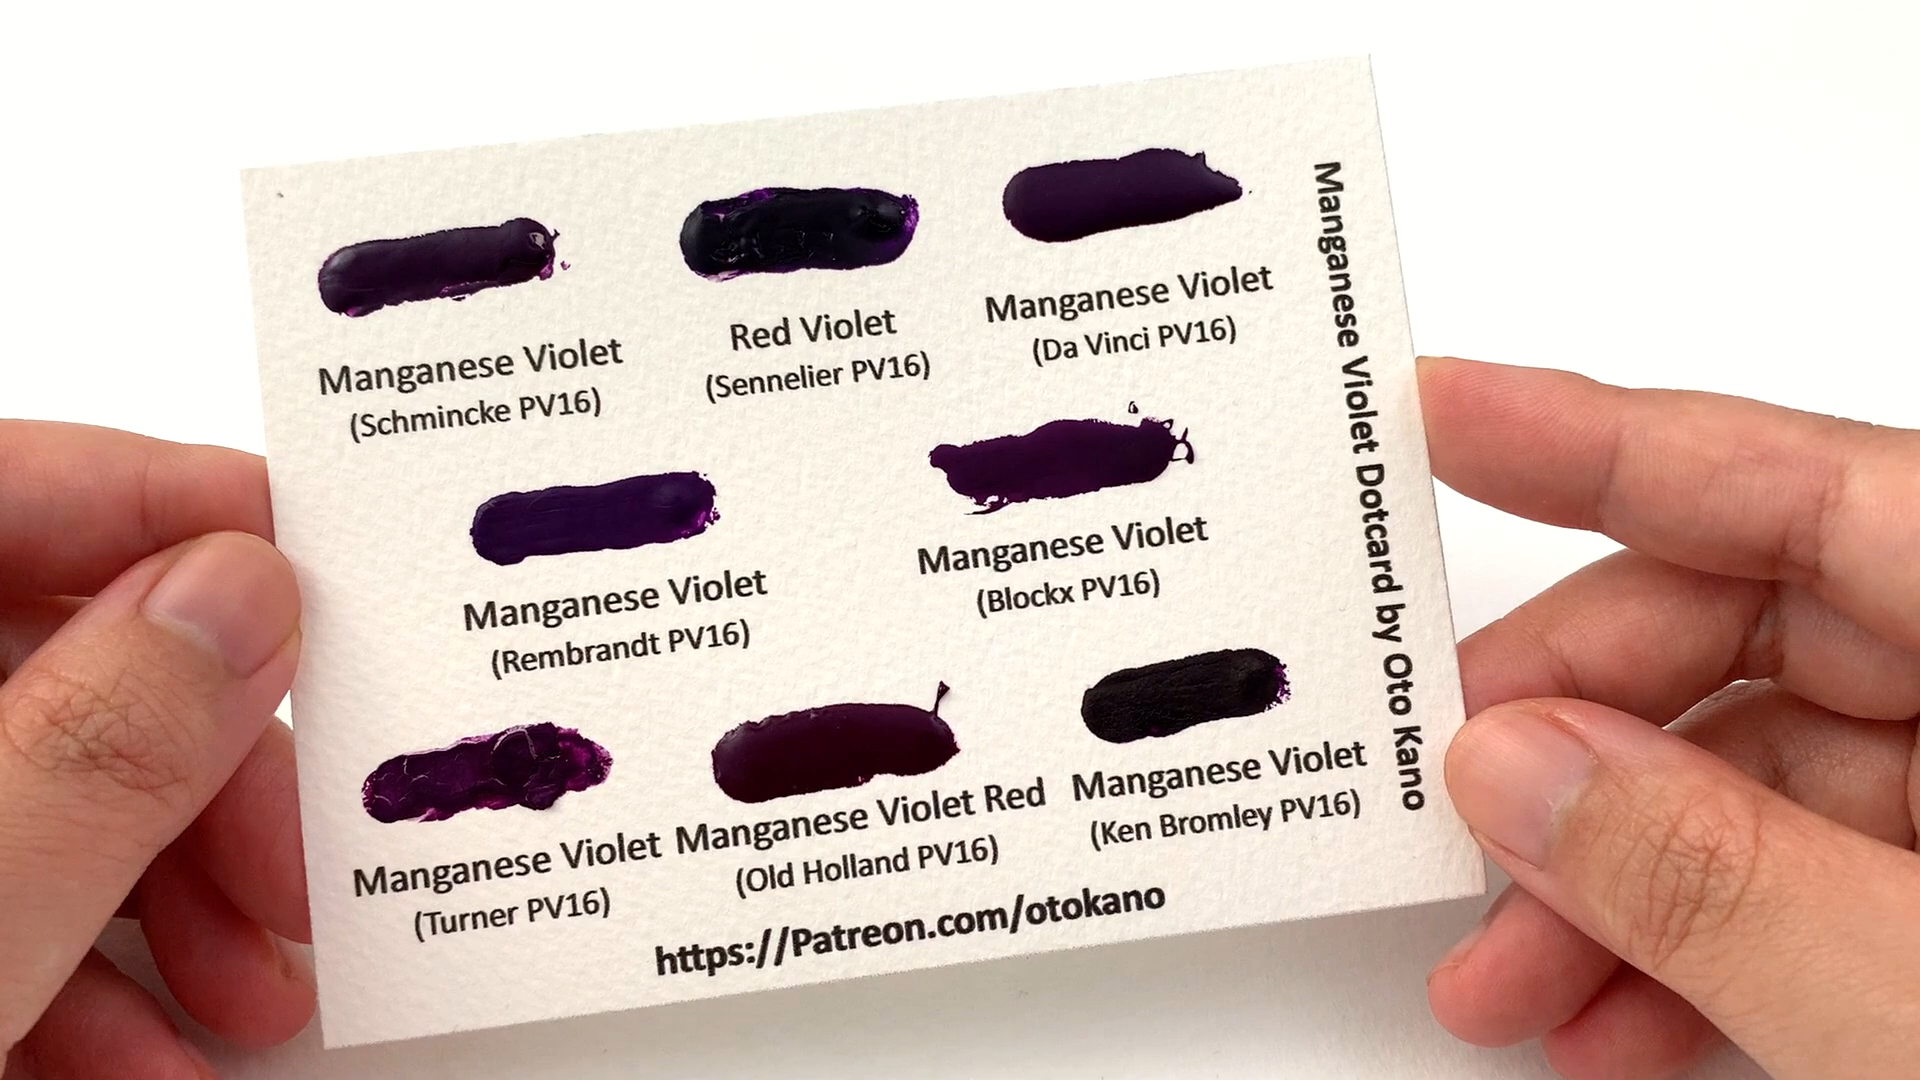 Manganese Violet
(Schmincke PV16)
Red Violet
(Sennelier PV16)
Manganese Violet
(Da Vinci PV16)
Manganese Violet
(Rembrandt PV16)
Manganese Violet
(Blockx PV16)
Manganese Violet
(Turner PV16)
Manganese Violet Red
(Old Holland PV16)
Manganese Violet
(Ken Bromley PV16)
https://Patreon.com/otokano
Manganese Violet Dotcard by Oto Kano